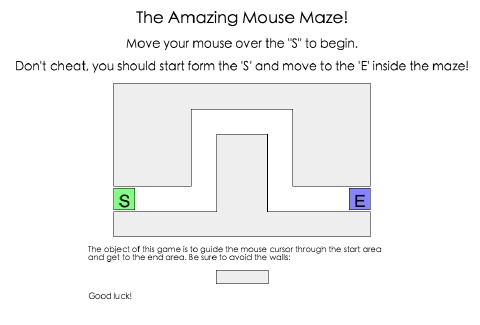 The Amazing Mouse Maze!
Move your mouse over the "S" to begin.
Don't cheat, you should start form the 'S' and move to the 'E' inside the maze!
S
E
The object of this game is to guide the mouse cursor through the start area
and get to the end area. Be sure to avoid the walls:
Good luck!